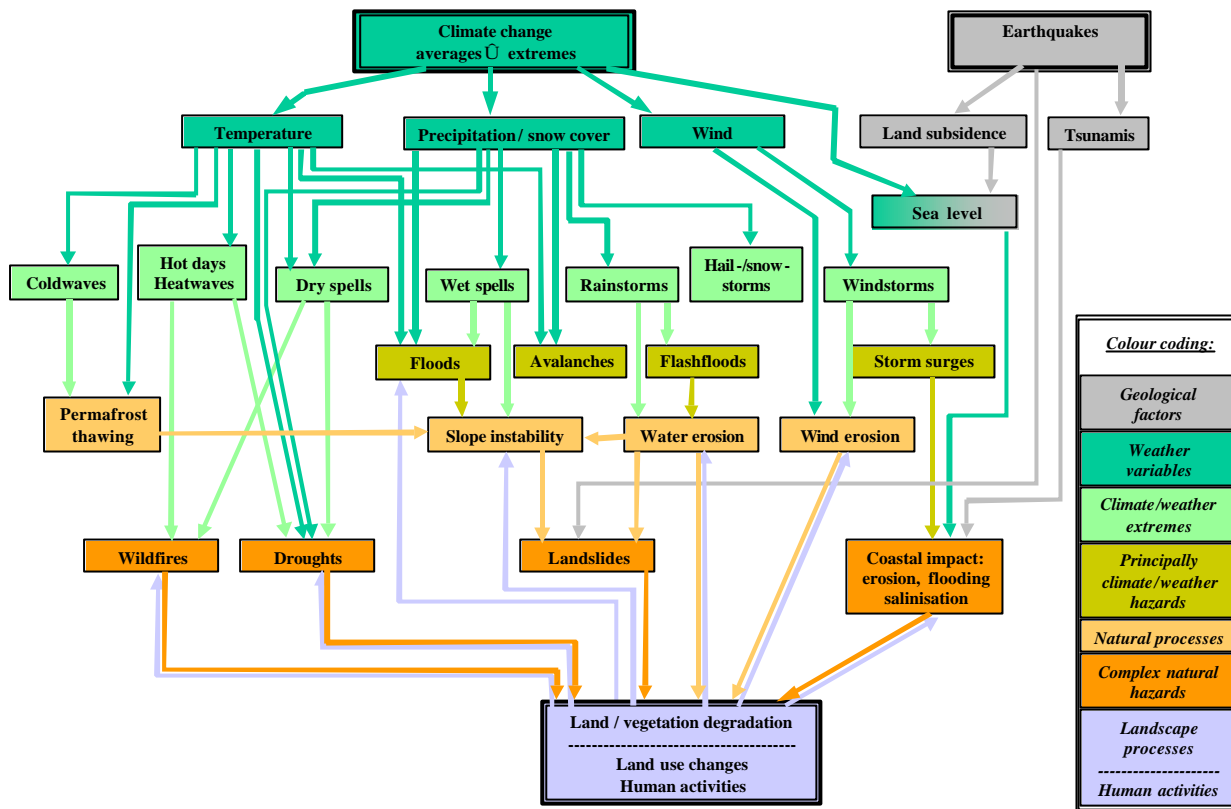 Climate change
averages Û extremes
Earthquakes
Temperature
Precipitation / snow cover
Wind
Land subsidence
Tsunamis
Sea level
Coldwaves
Hot days
Heatwaves
Dry spells
Wet spells
Rainstorms
Hail-/snow-
storms
Windstorms
Floods
Avalanches
Flashfloods
Storm surges
Permafrost
thawing
Slope instability
Water erosion
Wind erosion
Wildfires
Droughts
Landslides
Coastal impact:
erosion, flooding
salinisation
Land / vegetation degradation
------------------------------------
Land use changes
Human activities
Colour coding:
Geological
factors
Weather
variables
Climate/weather
extremes
Principally
climate/weather
hazards
Natural processes
Complex natural
hazards
Landscape
processes
--------------------
Human activities